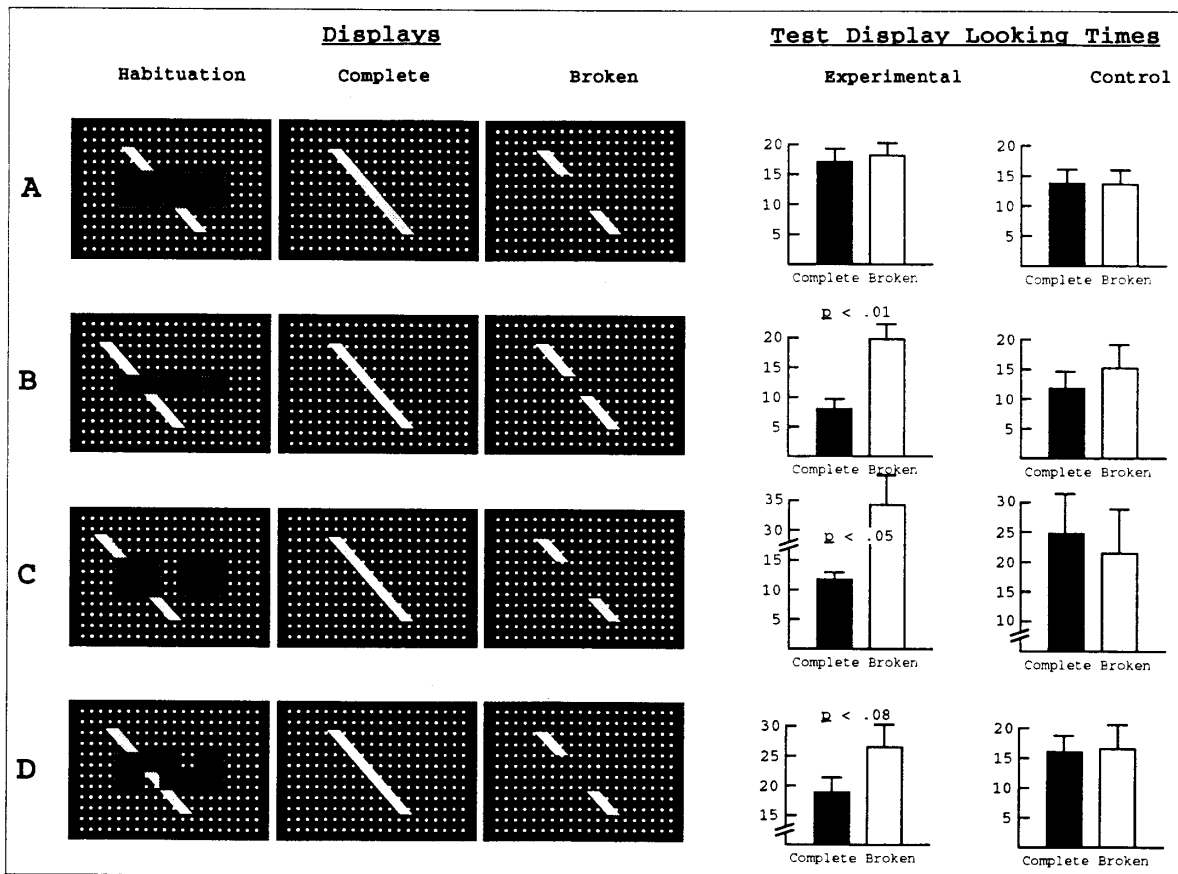 Displays
Test Display Looking Times
Habituation Complete Broken Experimental Control
A
20
15
10
5
Complete Broken
20
15
10
5
Complete Broken
B
p < .01
20
15
10
5
Complete Broken
20
15
10
5
Complete Broken
C
35
30
p < .05
15
10
5
Complete Broken
30
25
20
15
10
Complete Broken
D
p < .08
30
25
20
15
Complete Broken
20
15
10
5
Complete Broken